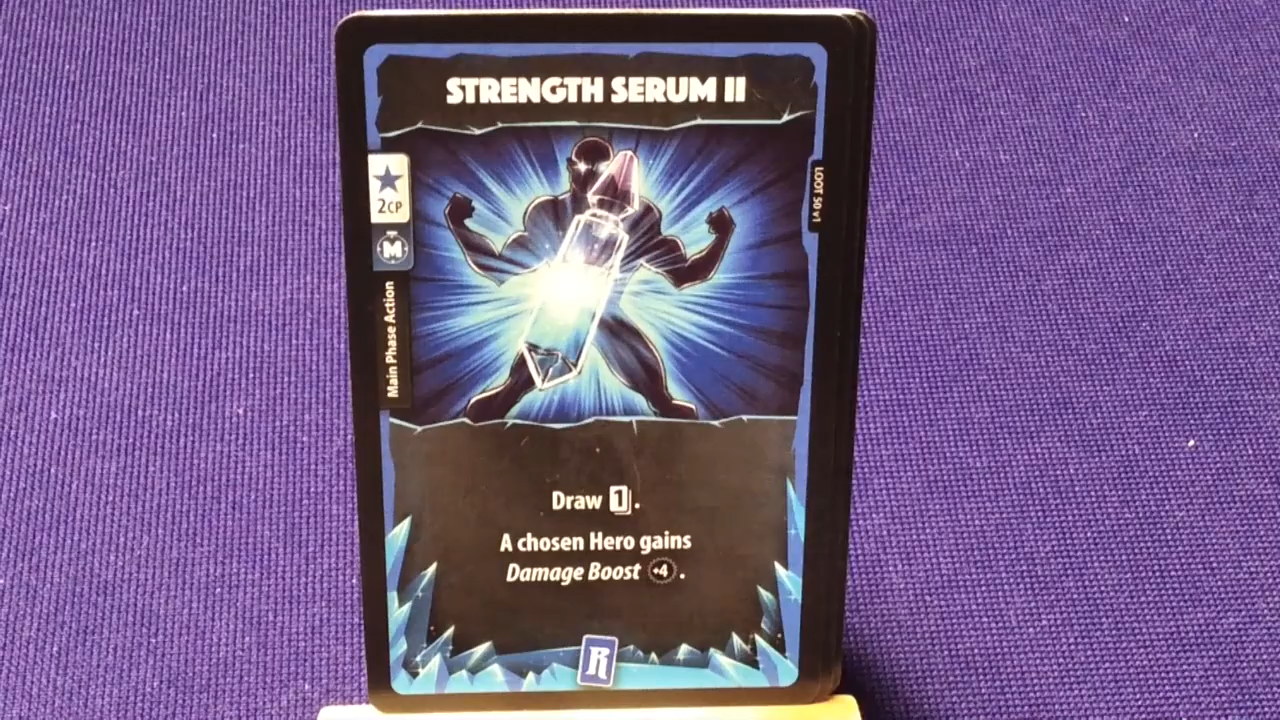 STRENGTH SERUM II
LOOT 50 V1
2CP
M
Main Phase Action
Draw 1.
A chosen Hero gains
Damage Boost +4.
R